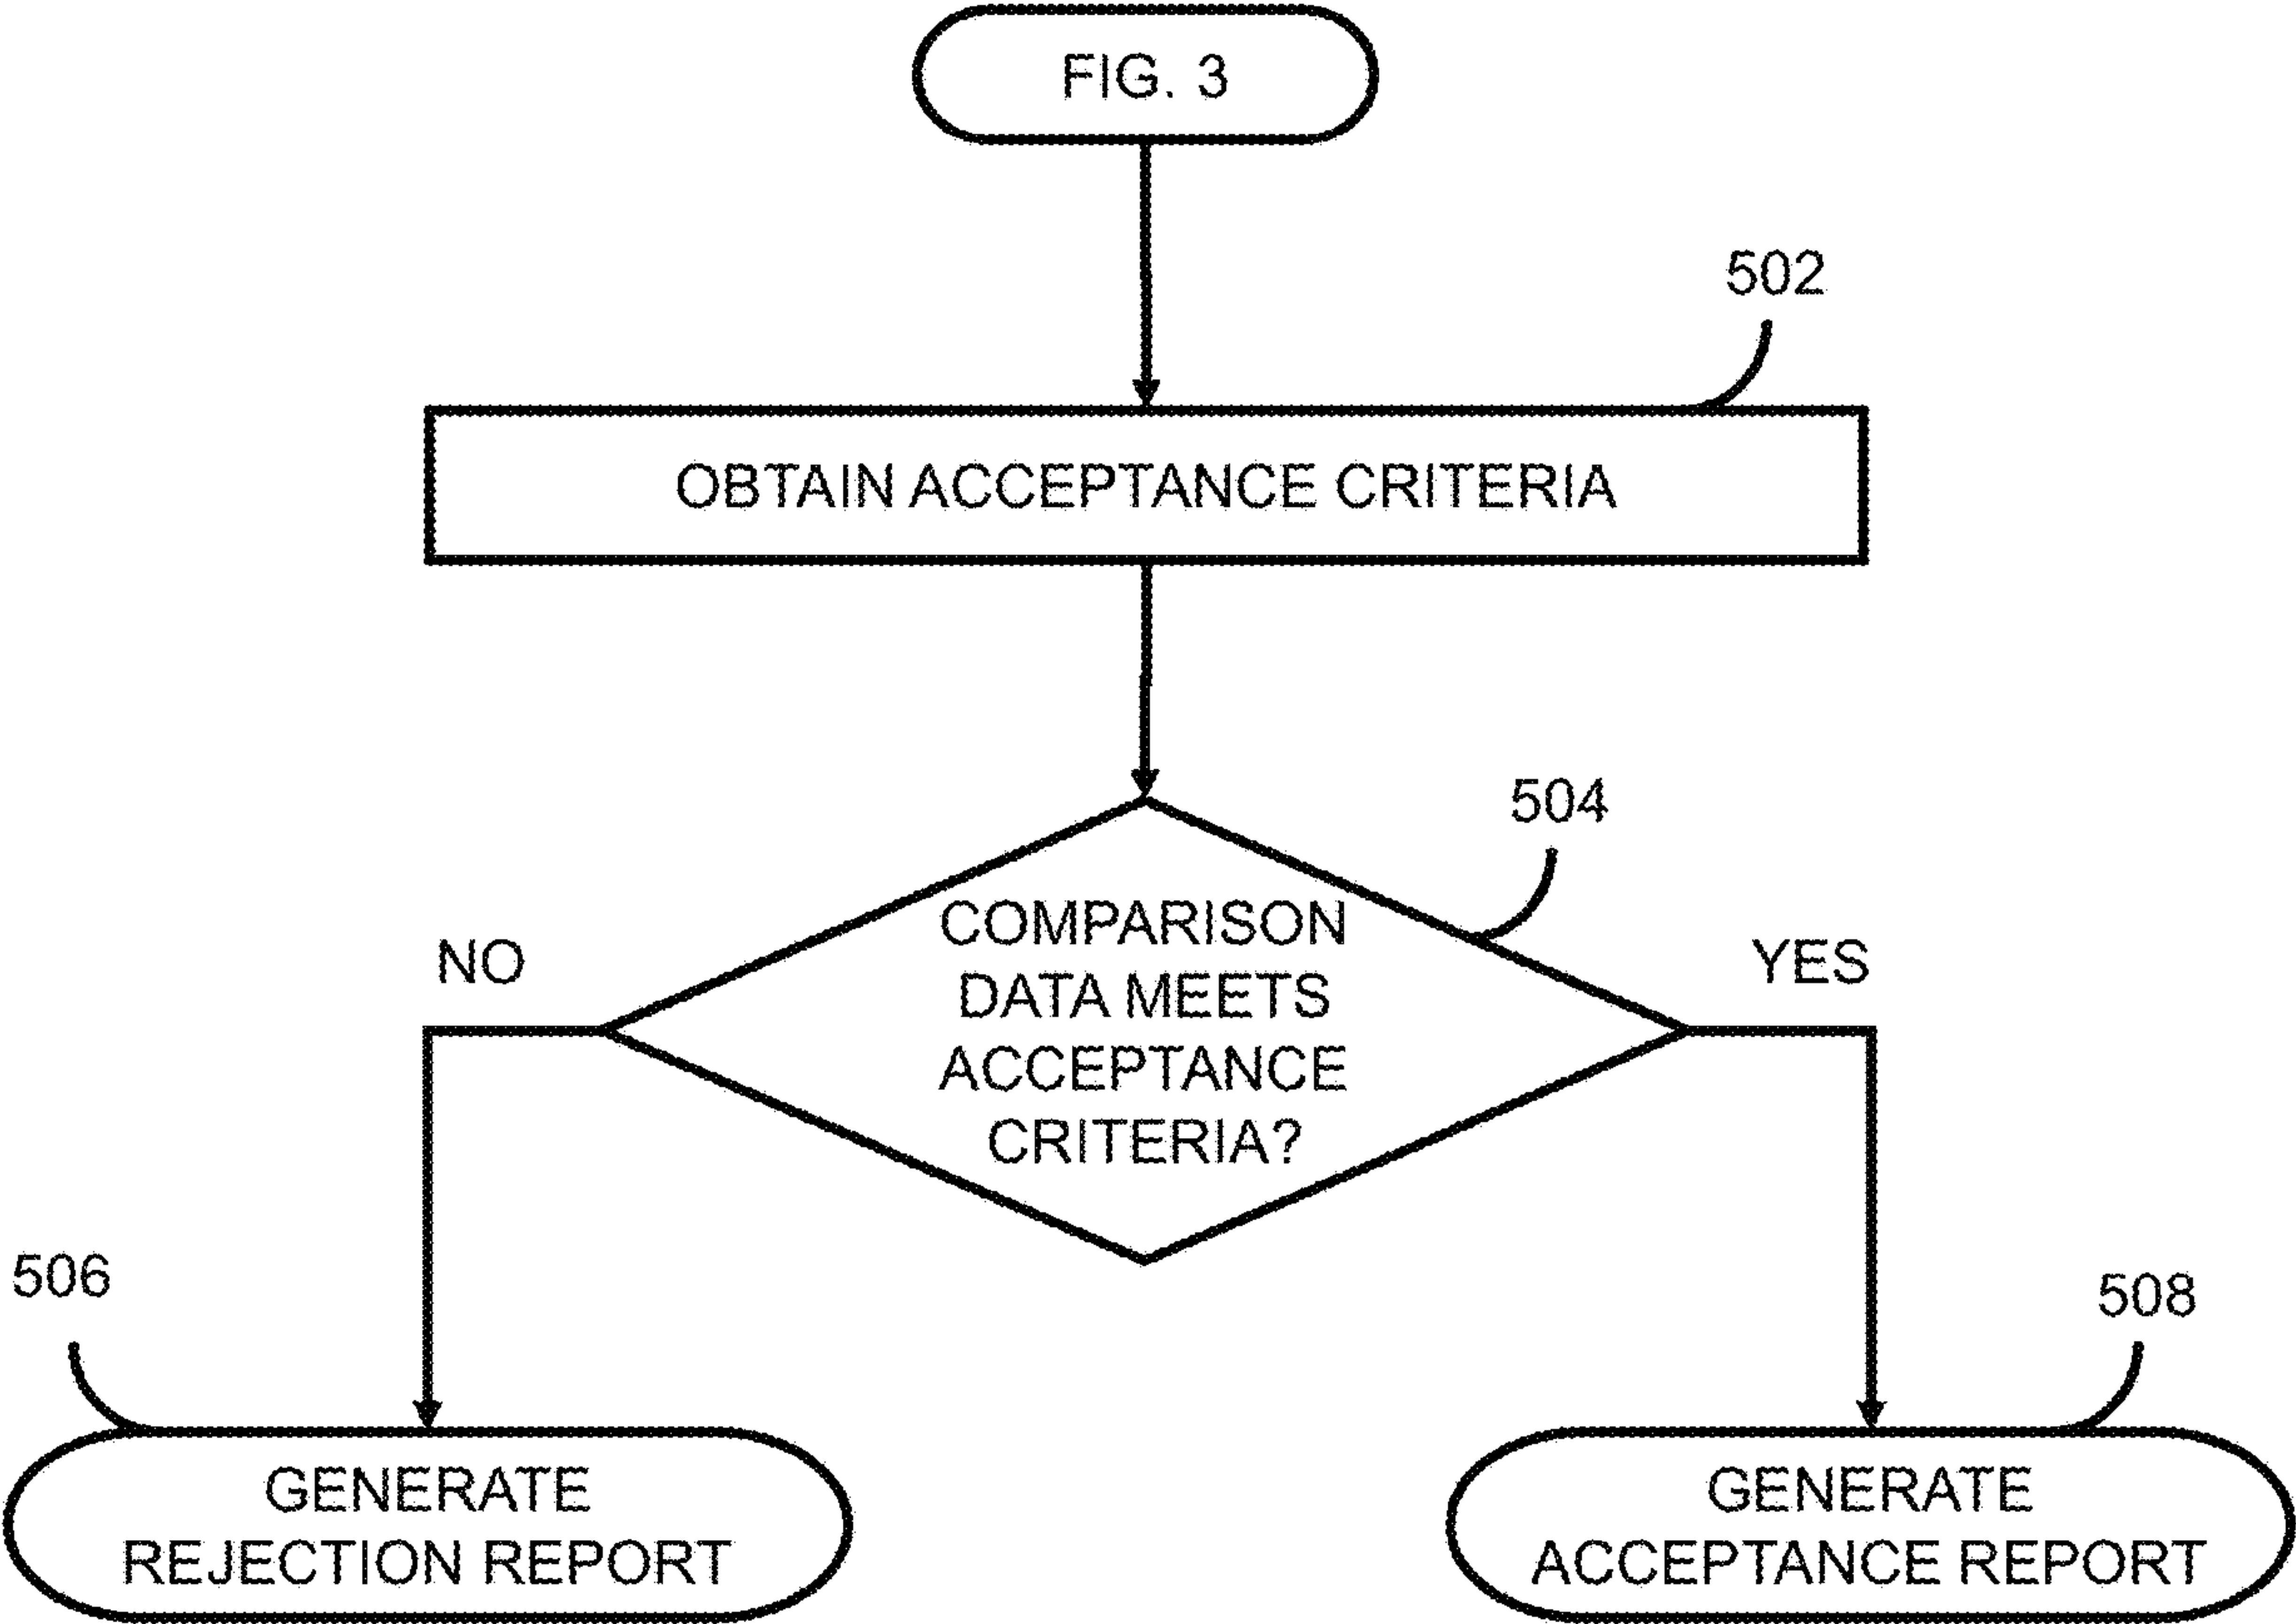 FIG. 3
502
OBTAIN ACCEPTANCE CRITERIA
504
COMPARISON
DATA MEETS
ACCEPTANCE
CRITERIA?
NO
YES
506
508
GENERATE
REJECTION REPORT
GENERATE
ACCEPTANCE REPORT